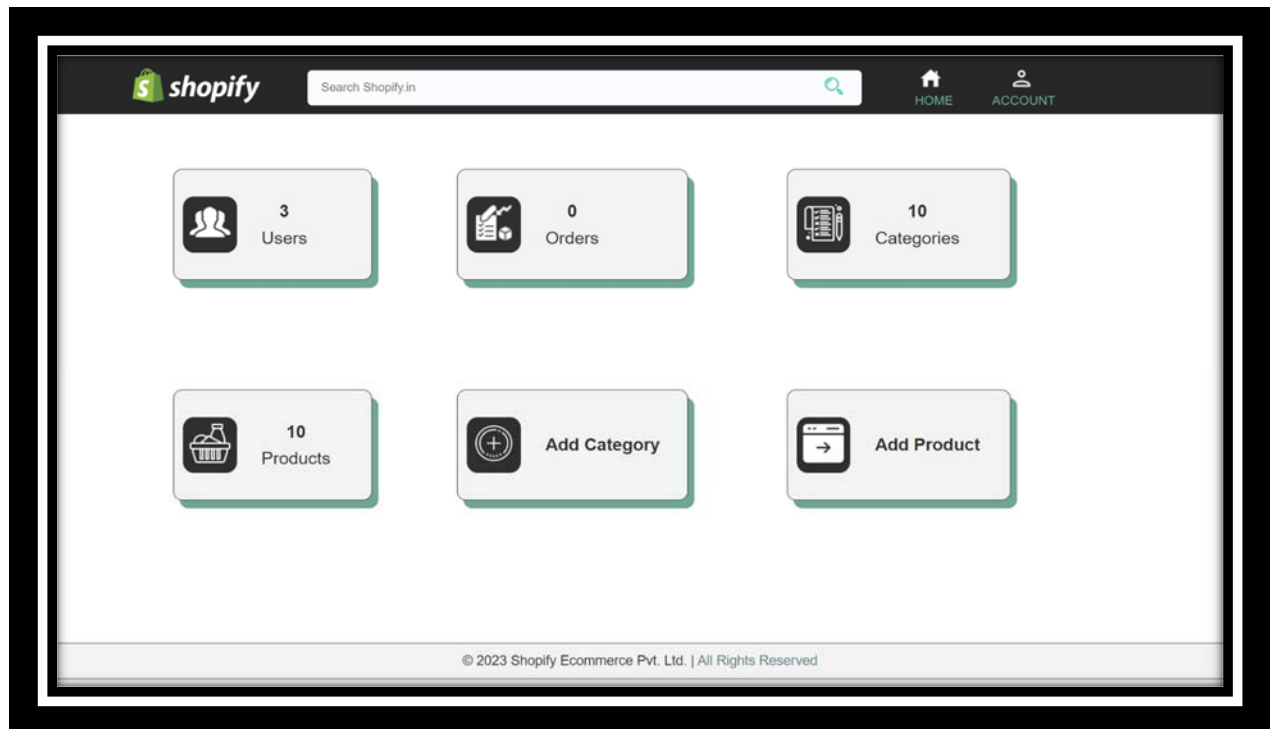 shopify
Search Shopify.in
HOME
ACCOUNT
3
Users
0
Orders
10
Categories
10
Products
Add Category
Add Product
© 2023 Shopify Ecommerce Pvt. Ltd. | All Rights Reserved